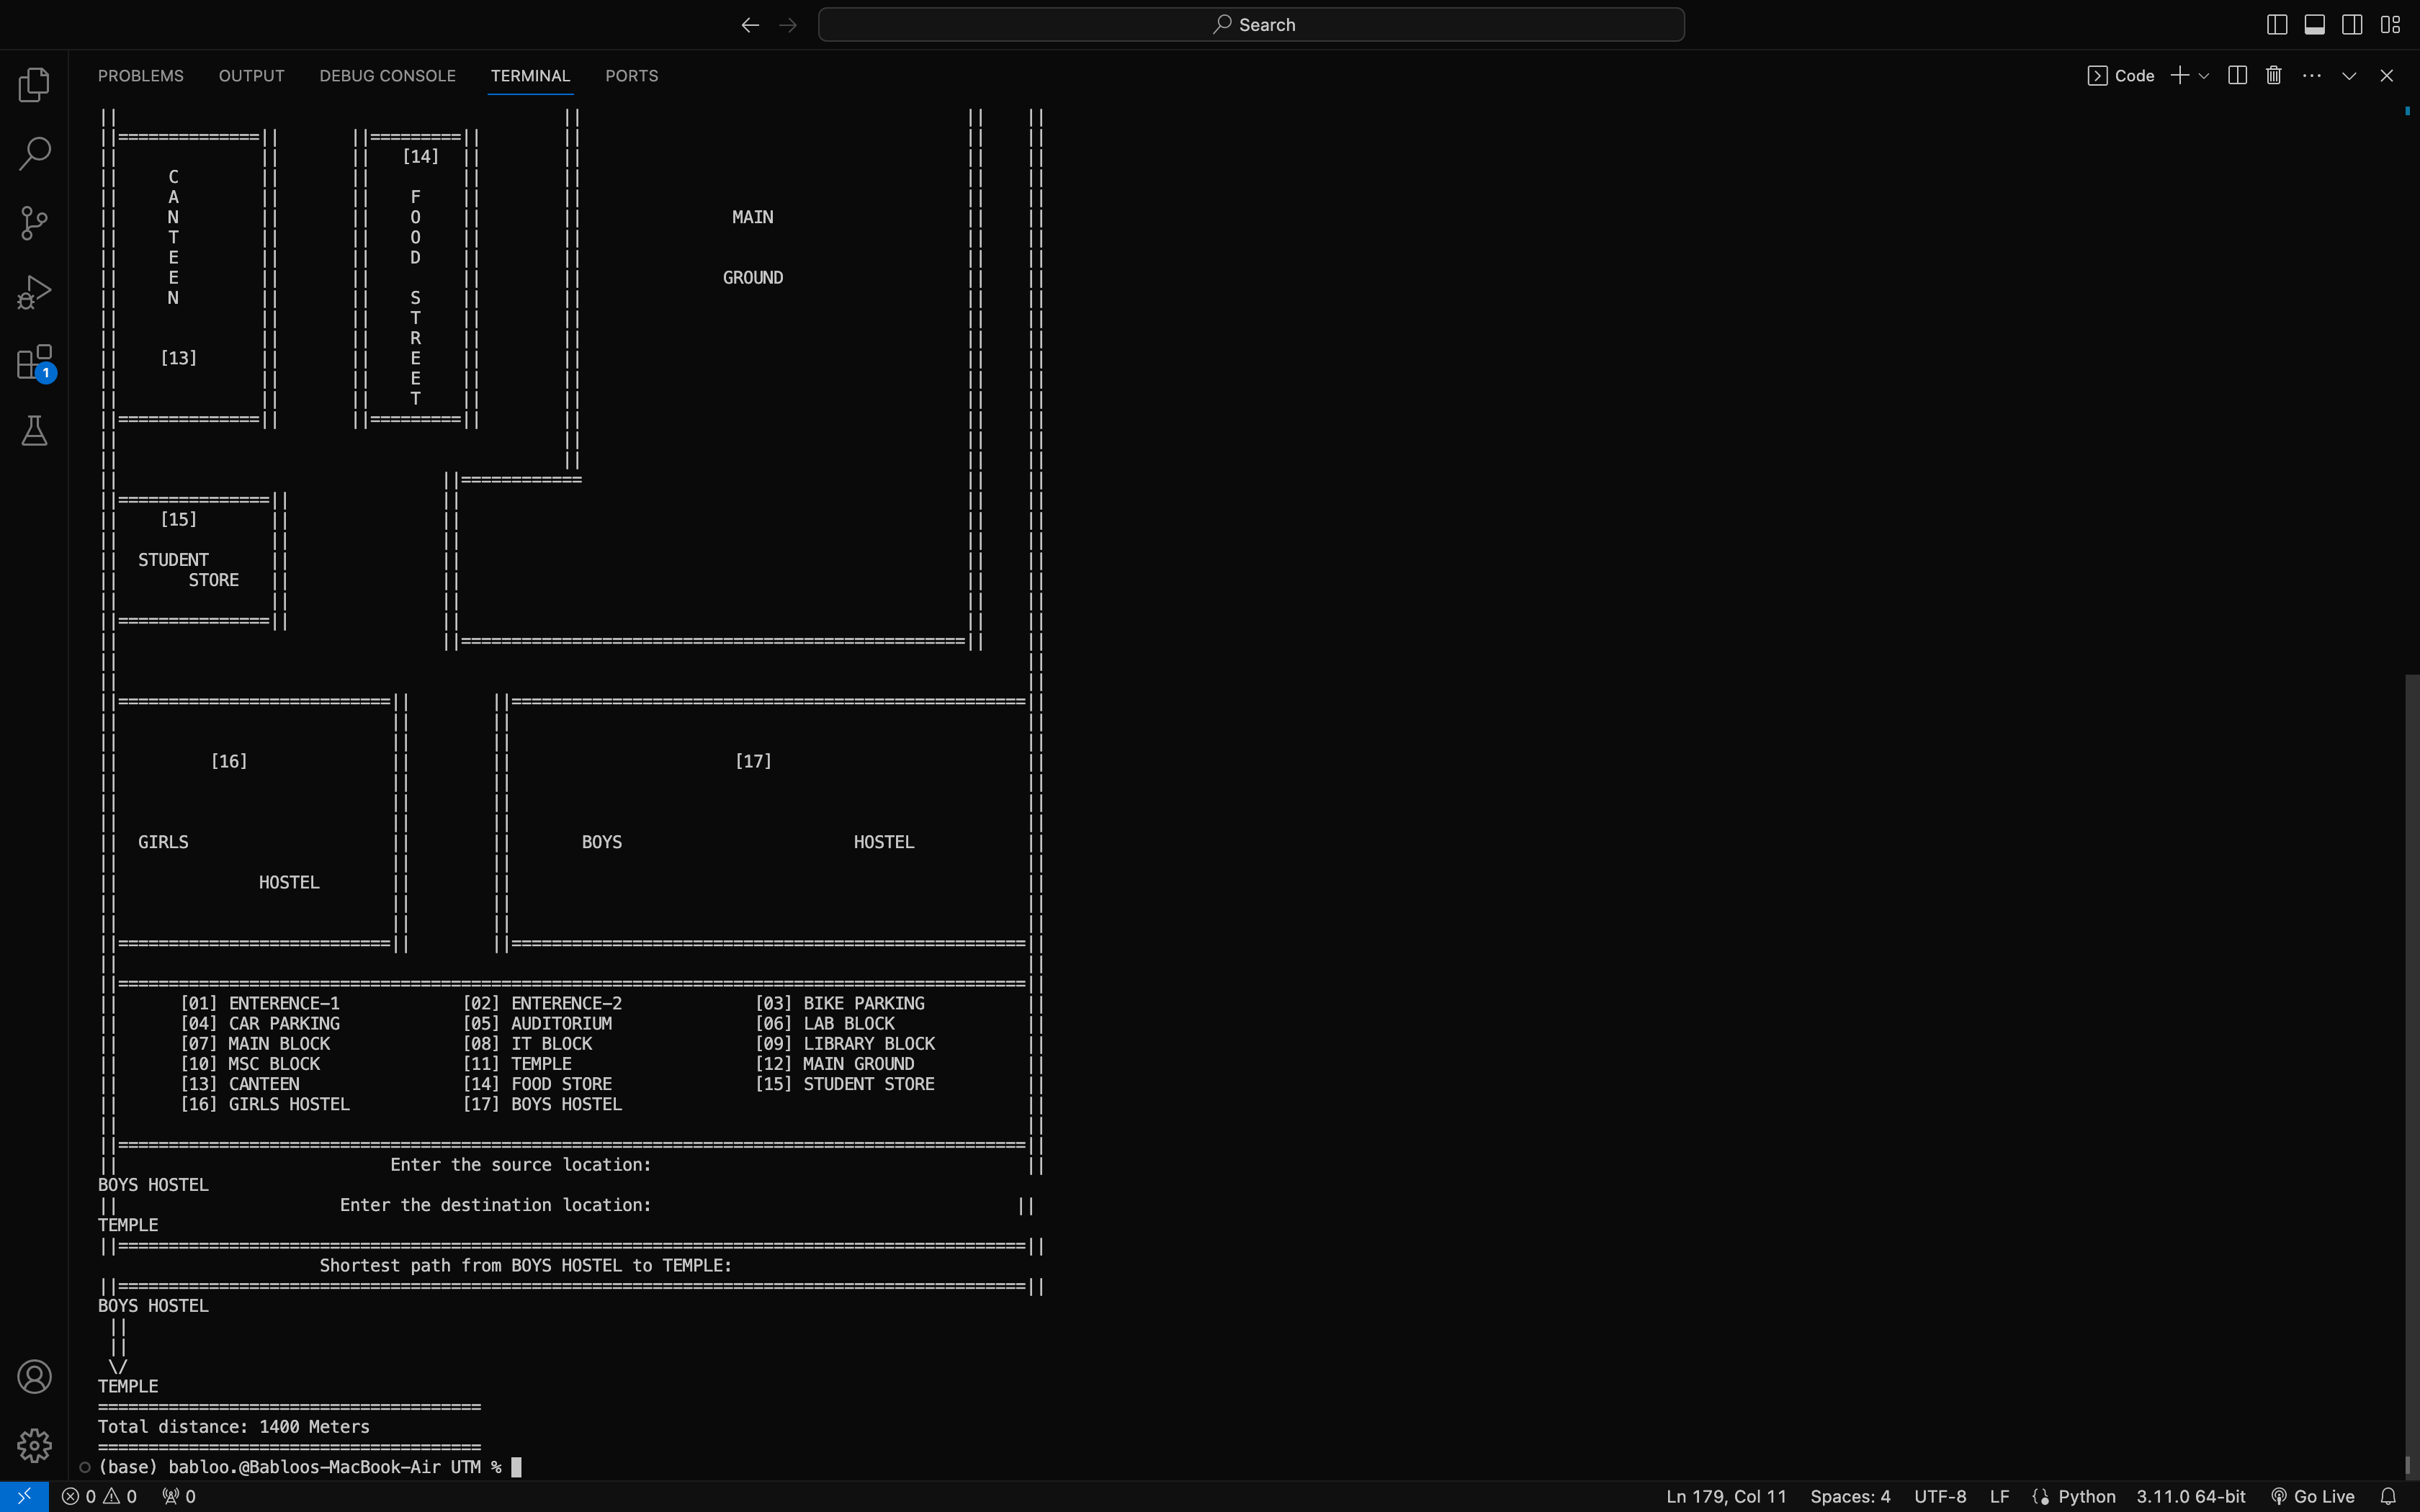 Search
PROBLEMS OUTPUT DEBUG CONSOLE TERMINAL PORTS Code
[14]
C
A F
N O MAIN
T O
E D
E GROUND
N S
T
R
[13] E
E
T
[15]
STUDENT
STORE
[16] [17]
GIRLS BOYS HOSTEL
HOSTEL
[01] ENTERENCE-1 [02] ENTERENCE-2 [03] BIKE PARKING
[04] CAR PARKING [05] AUDITORIUM [06] LAB BLOCK
[07] MAIN BLOCK [08] IT BLOCK [09] LIBRARY BLOCK
[10] MSC BLOCK [11] TEMPLE [12] MAIN GROUND
[13] CANTEEN [14] FOOD STORE [15] STUDENT STORE
[16] GIRLS HOSTEL [17] BOYS HOSTEL
Enter the source location:
BOYS HOSTEL
Enter the destination location:
TEMPLE
Shortest path from BOYS HOSTEL to TEMPLE:
BOYS HOSTEL
||
||
\/
TEMPLE
=====================================
Total distance: 1400 Meters
=====================================
(base) babloo.@Babloos-MacBook-Air UTM %
1
0 0 0 Ln 179, Col 11 Spaces: 4 UTF-8 LF Python 3.11.0 64-bit Go Live